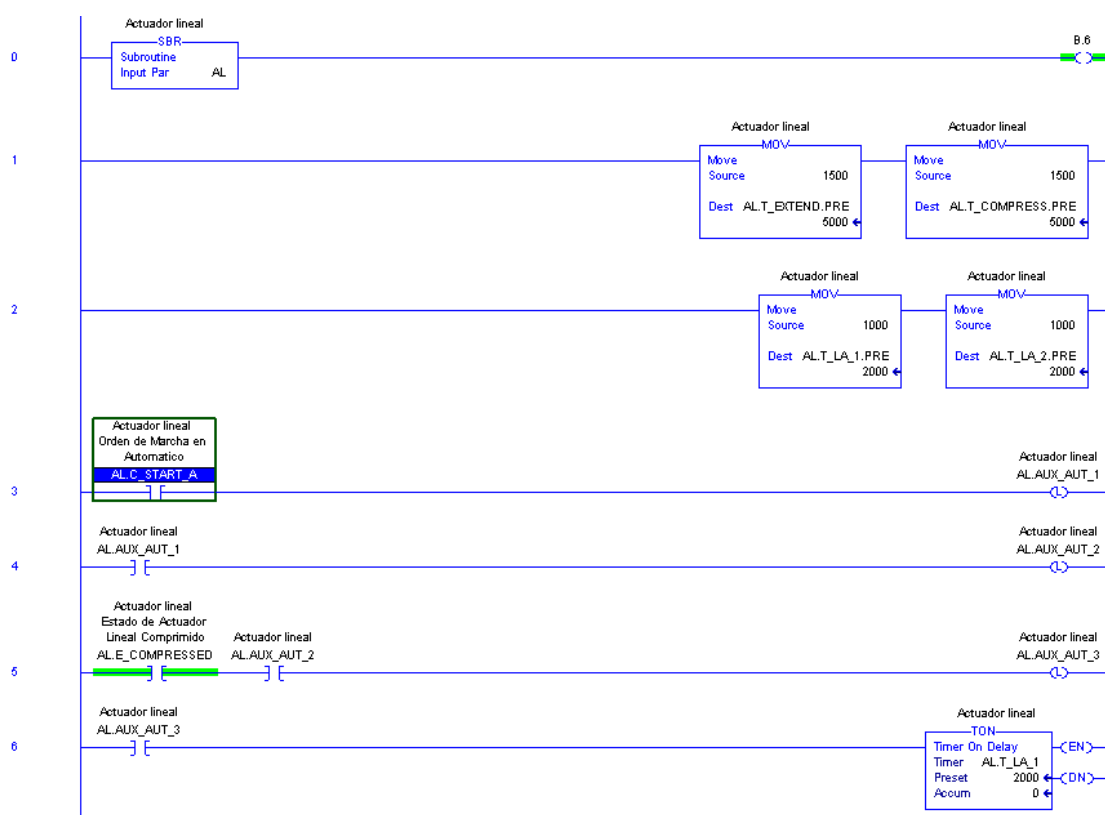 Actuador lineal
SBR
Subroutine
Input Par AL
B.6
0
Actuador lineal
MOV
Move
Source 1500
Dest AL.T_EXTEND.PRE
5000
Actuador lineal
MOV
Move
Source 1500
Dest AL.T_COMPRESS.PRE
5000
1
Actuador lineal
MOV
Move
Source 1000
Dest AL.T_LA_1.PRE
2000
Actuador lineal
MOV
Move
Source 1000
Dest AL.T_LA_2.PRE
2000
2
Actuador lineal
Orden de Marcha en
Automatico
AL.C_START_A
Actuador lineal
AL.AUX_AUT_1
L
3
Actuador lineal
AL.AUX_AUT_1
Actuador lineal
AL.AUX_AUT_2
L
4
Actuador lineal
Estado de Actuador
Lineal Comprimido
AL.E_COMPRESSED
Actuador lineal
AL.AUX_AUT_2
Actuador lineal
AL.AUX_AUT_3
L
5
Actuador lineal
AL.AUX_AUT_3
Actuador lineal
TON
Timer On Delay
Timer AL.T_LA_1
Preset 2000
Accum 0
EN
DN
6